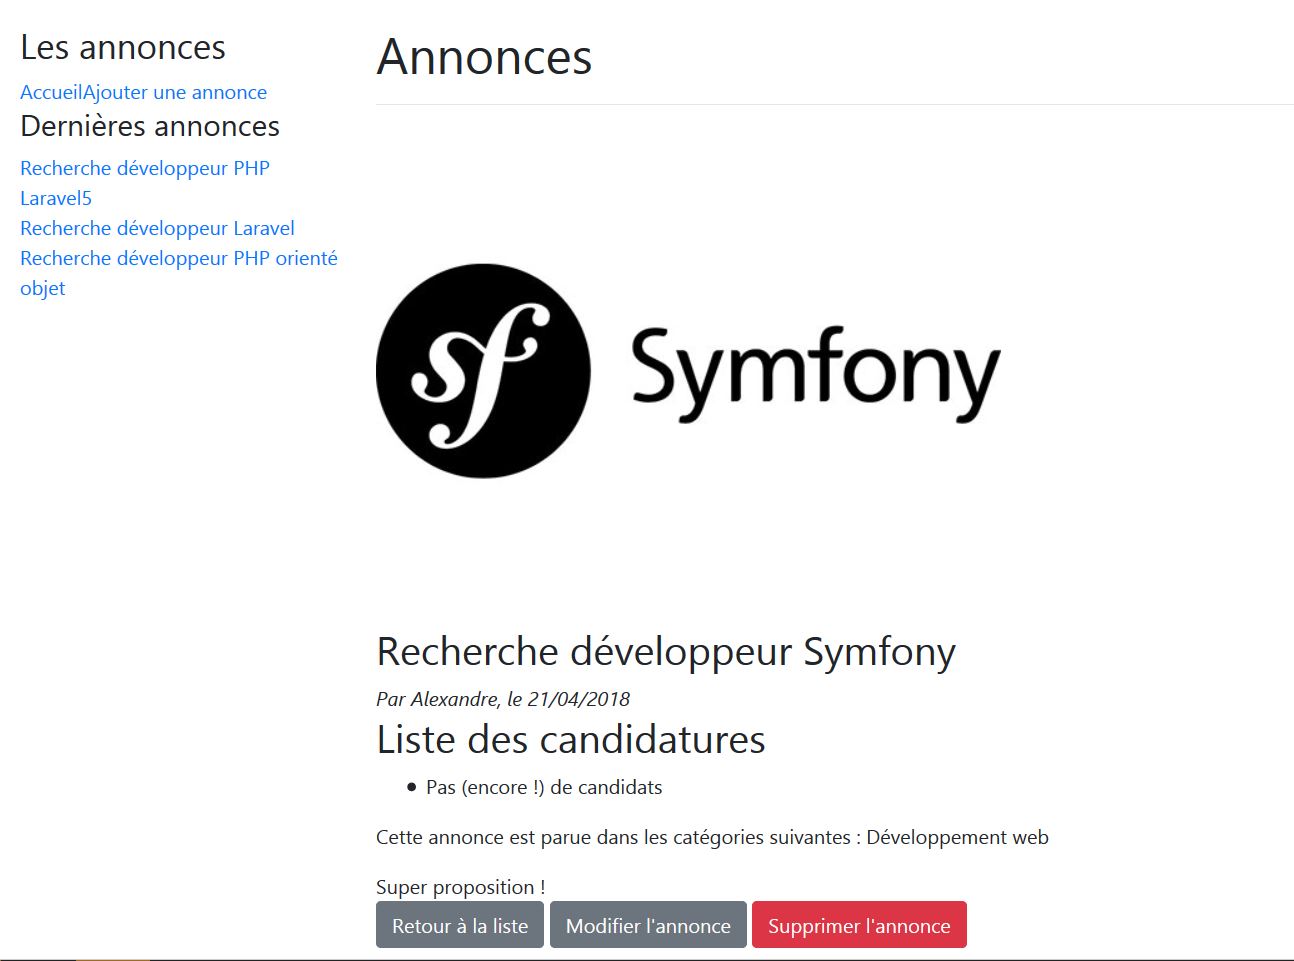 Les annonces
AccueilAjouter une annonce
Dernières annonces
Recherche développeur PHP
Laravel5
Recherche développeur Laravel
Recherche développeur PHP orienté
objet
Annonces
sf Symfony
Recherche développeur Symfony
Par Alexandre, le 21/04/2018
Liste des candidatures
Pas (encore !) de candidats
Cette annonce est parue dans les catégories suivantes : Développement web
Super proposition !
Retour à la liste Modifier l'annonce Supprimer l'annonce